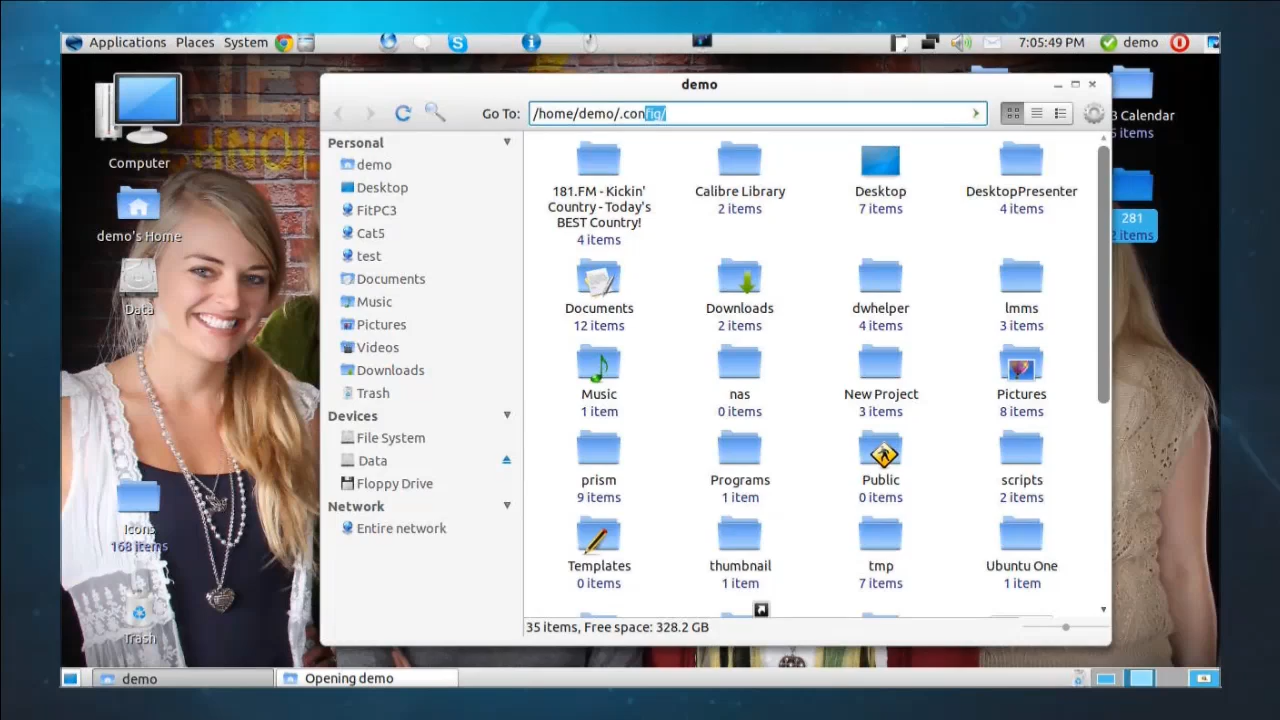 Applications Places System
7:05:49 PM
demo
Computer
demo's Home
Data
Icons
168 items
Trash
Calendar
5 items
281
2 items
demo
Go To:
/home/demo/.config/
Personal
demo
Desktop
FitPC3
Cat5
test
Documents
Music
Pictures
Videos
Downloads
Trash
Devices
File System
Data
Floppy Drive
Network
Entire network
181.FM - Kickin'
Country - Today's
BEST Country!
4 items
Calibre Library
2 items
Desktop
7 items
DesktopPresenter
4 items
Documents
12 items
Downloads
2 items
dwhelper
4 items
lmms
3 items
Music
1 item
nas
0 items
New Project
3 items
Pictures
8 items
prism
9 items
Programs
1 item
Public
0 items
scripts
2 items
Templates
0 items
thumbnail
1 item
tmp
7 items
Ubuntu One
1 item
35 items, Free space: 328.2 GB
demo
Opening demo